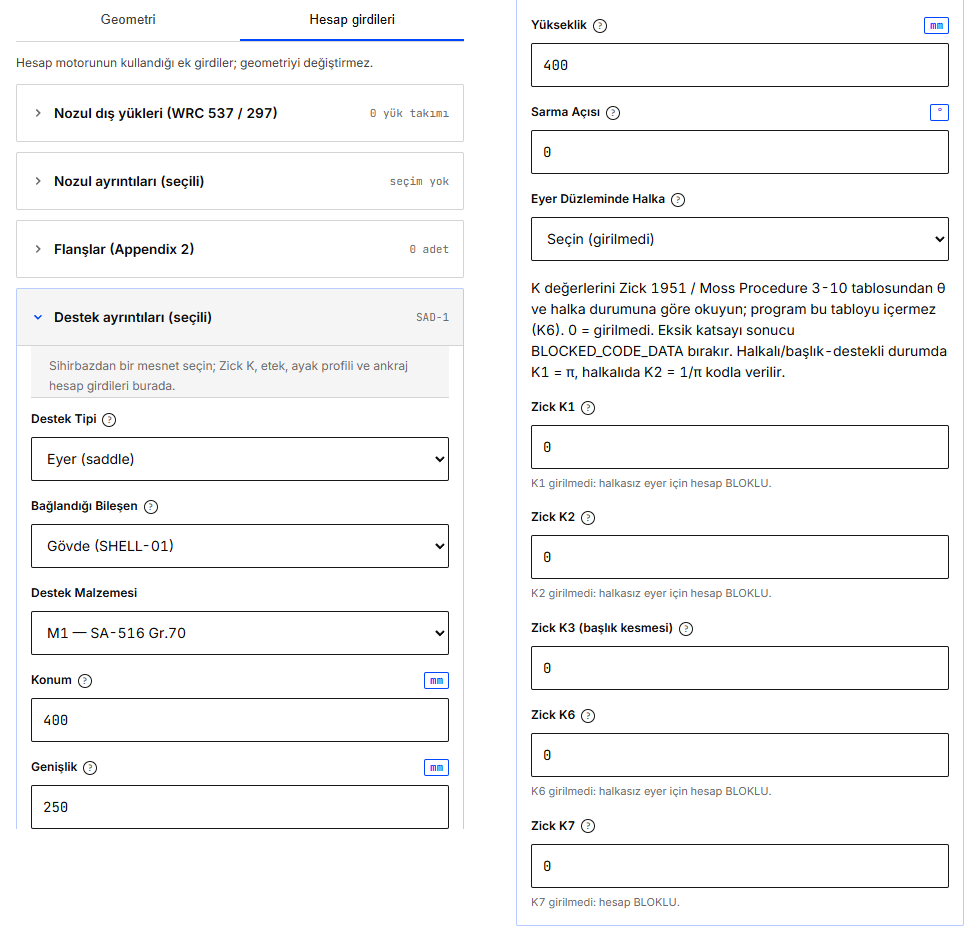 Geometri
Hesap girdileri
Hesap motorunun kullandığı ek girdiler; geometriyi değiştirmez.
Nozul dış yükleri (WRC 537 / 297)
0 yük takımı
Nozul ayrıntıları (seçili)
seçim yok
Flanşlar (Appendix 2)
0 adet
Destek ayrıntıları (seçili)
SAD-1
Sihirbazdan bir mesnet seçin; Zick K, etek, ayak profili ve ankraj
hesap girdileri burada.
Destek Tipi ?
Eyer (saddle)
Bağlandığı Bileşen ?
Gövde (SHELL-01)
Destek Malzemesi
M1 — SA-516 Gr.70
Konum ?
mm
400
Genişlik ?
mm
250
Yükseklik ?
mm
400
Sarma Açısı ?
°
0
Eyer Düzleminde Halka ?
Seçin (girilmedi)
K değerlerini Zick 1951 / Moss Procedure 3-10 tablosundan θ
ve halka durumuna göre okuyun; program bu tabloyu içermez
(K6). 0 = girilmedi. Eksik katsayı sonucu
BLOCKED_CODE_DATA bırakır. Halkalı/başlık-destekli durumda
K1 = π, halkalıda K2 = 1/π kodla verilir.
Zick K1 ?
0
K1 girilmedi: halkasız eyer için hesap BLOKLU.
Zick K2 ?
0
K2 girilmedi: halkasız eyer için hesap BLOKLU.
Zick K3 (başlık kesmesi) ?
0
Zick K6 ?
0
K6 girilmedi: halkasız eyer için hesap BLOKLU.
Zick K7 ?
0
K7 girilmedi: hesap BLOKLU.